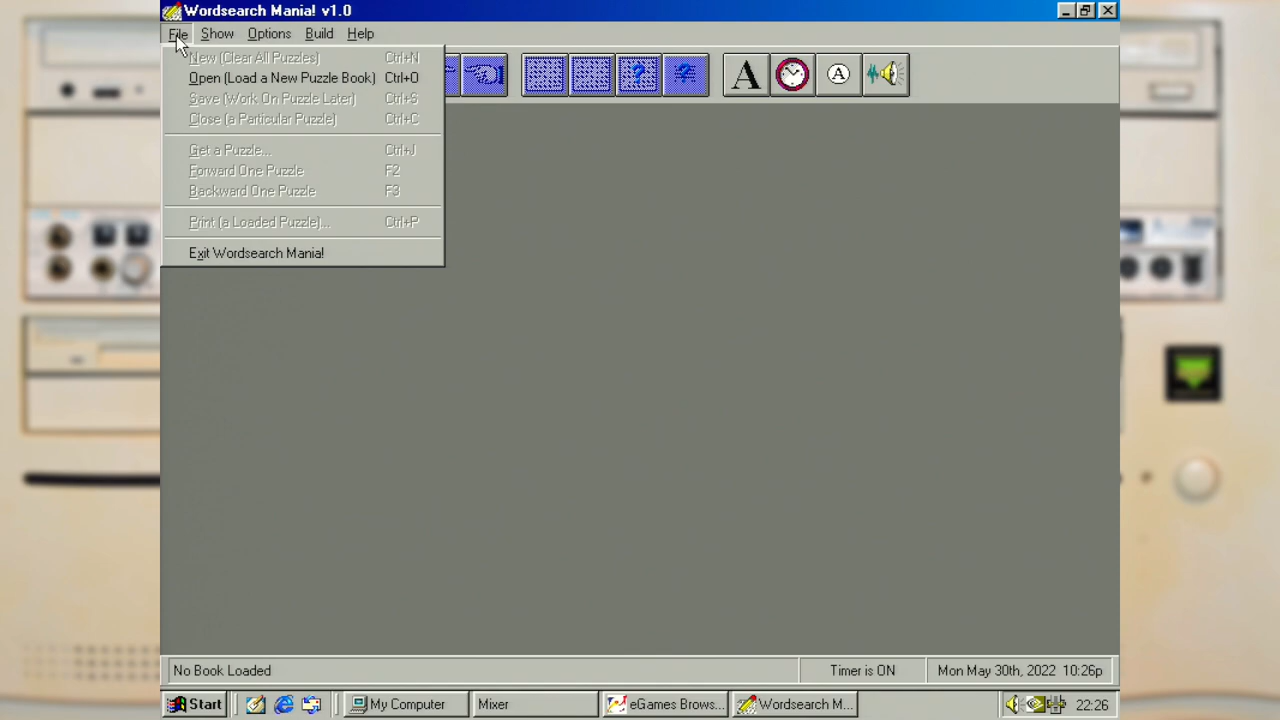 Wordsearch Mania! v1.0
File Show Options Build Help
New (Clear All Puzzles) Ctrl+N
Open (Load a New Puzzle Book) Ctrl+O
Save (Work On Puzzle Later) Ctrl+S
Close (a Particular Puzzle) Ctrl+C
Get a Puzzle... Ctrl+J
Forward One Puzzle F2
Backward One Puzzle F3
Print (a Loaded Puzzle)... Ctrl+P
Exit Wordsearch Mania!
? ? A A
No Book Loaded Timer is ON Mon May 30th, 2022 10:26p
Start My Computer Mixer eGames Brows... Wordsearch M... 22:26